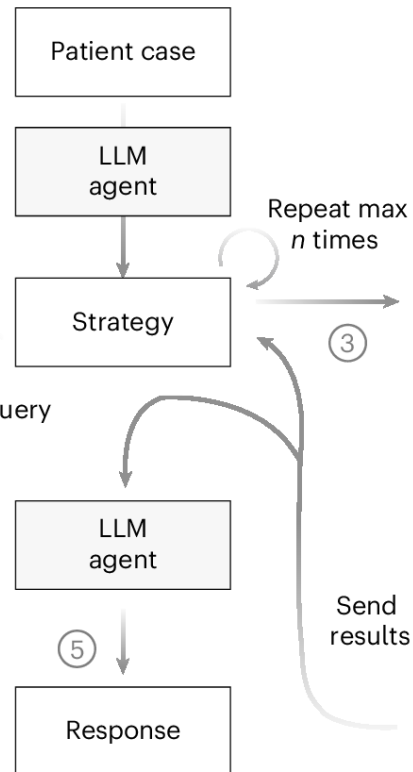 Patient case
LLM
agent
Repeat max
n times
Strategy
3
uery
LLM
agent
Send
results
5
Response